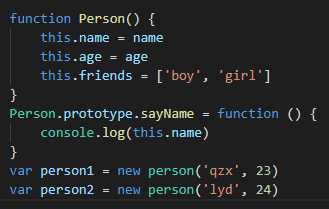 function Person() {
    this.name = name
    this.age = age
    this.friends = ['boy', 'girl']
}
Person.prototype.sayName = function () {
    console.log(this.name)
}
var person1 = new person('qzx', 23)
var person2 = new person('lyd', 24)